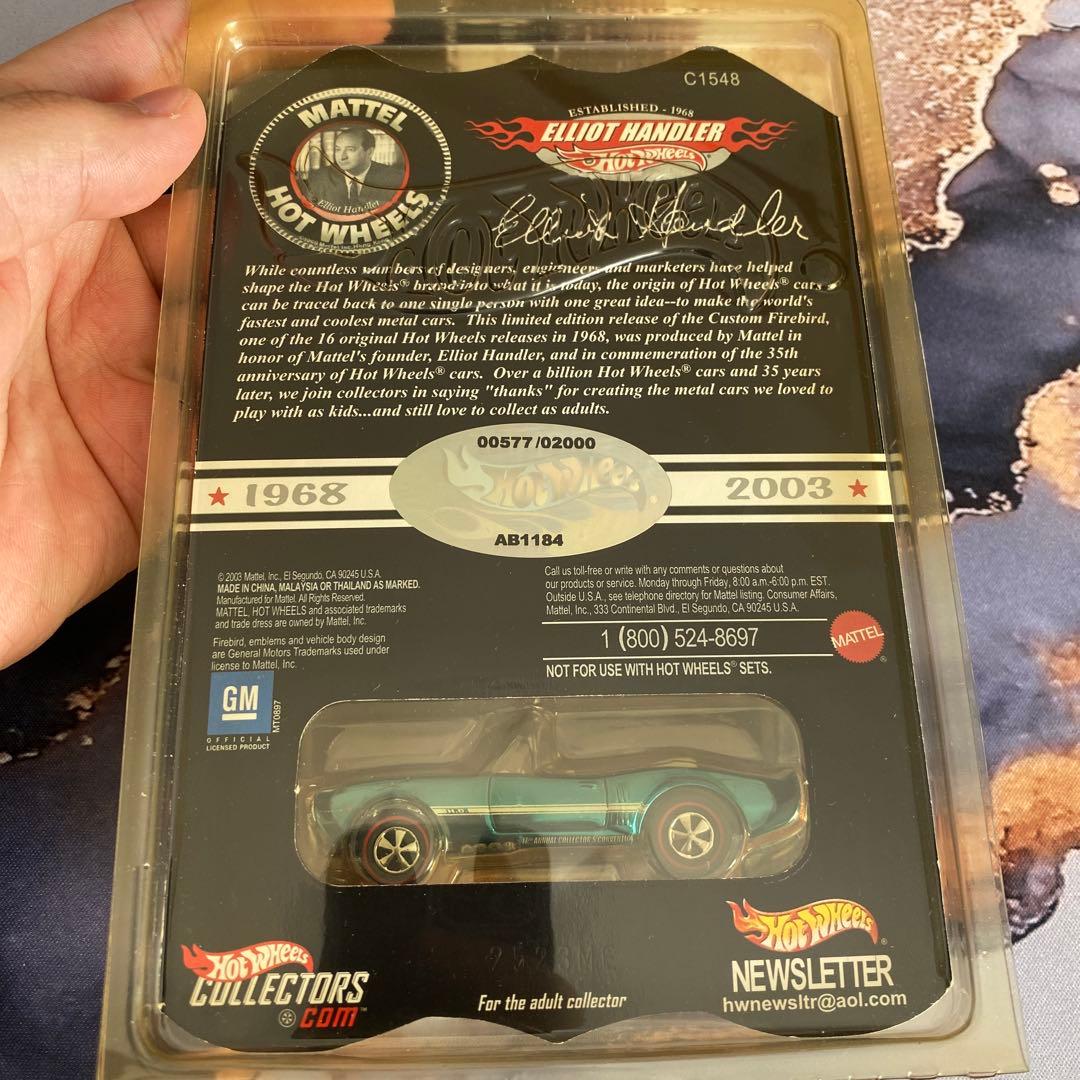 C1548
MATTEL
Elliot Handler
HOT WHEELS
ESTABLISHED - 1968
ELLIOT HANDLER
Hot Wheels®
Elliot Handler
While countless numbers of designers, engineers and marketers have helped
shape the Hot Wheels® brand into what it is today, the origin of Hot Wheels® cars
can be traced back to one single person with one great idea--to make the world's
fastest and coolest metal cars. This limited edition release of the Custom Firebird,
one of the 16 original Hot Wheels releases in 1968, was produced by Mattel in
honor of Mattel's founder, Elliot Handler, and in commemeration of the 35th
anniversary of Hot Wheels® cars. Over a billion Hot Wheels® cars and 35 years
later, we join collectors in saying "thanks" for creating the metal cars we loved to
play with as kids...and still love to collect as adults.
00577/02000
Hot Wheels
★ 1968
2003 ★
AB1184
© 2003 Mattel, Inc., El Segundo, CA 90245 U.S.A.
MADE IN CHINA, MALAYSIA OR THAILAND AS MARKED.
Manufactured for Mattel. All Rights Reserved.
MATTEL, HOT WHEELS and associated trademarks
and trade dress are owned by Mattel, Inc.
Firebird, emblems and vehicle body design
are General Motors Trademarks used under
license to Mattel, Inc.
GM
OFFICIAL
LICENSED PRODUCT
MT0897
Call us toll-free or write with any comments or questions about
our products or service. Monday through Friday, 8:00 a.m.-6:00 p.m. EST.
Outside U.S.A., see telephone directory for Mattel listing. Consumer Affairs,
Mattel, Inc., 333 Continental Blvd., El Segundo, CA 90245 U.S.A.
1 (800) 524-8697
MATTEL®
NOT FOR USE WITH HOT WHEELS® SETS.
ANNUAL COLLECTOR'S CONVENTION
Hot Wheels
COLLECTORS
.COM™
For the adult collector
Hot Wheels®
NEWSLETTER
hwnewsltr@aol.com